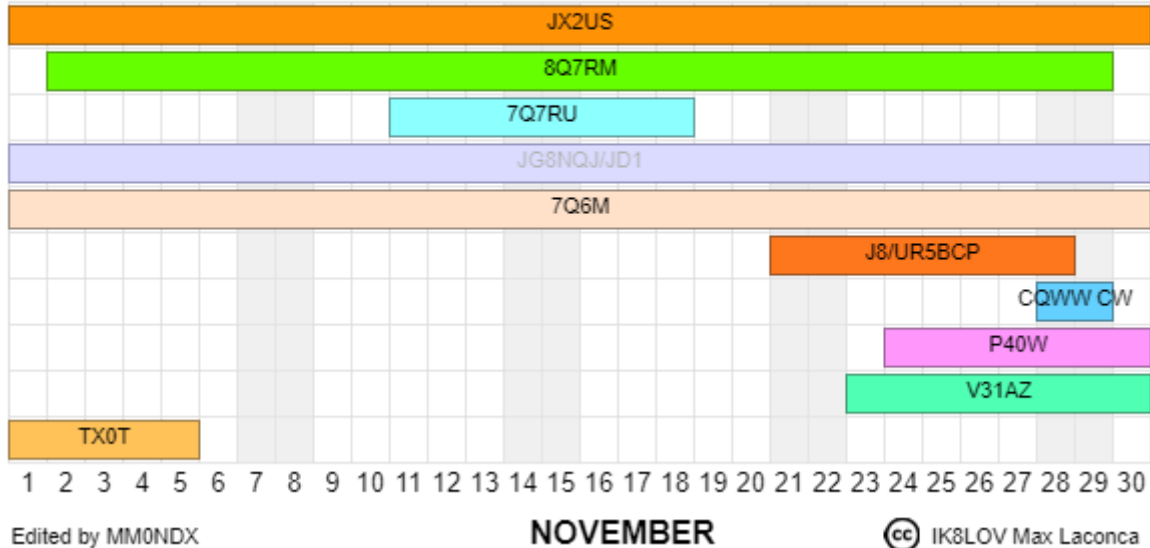 JX2US
8Q7RM
7Q7RU
JG8NQJ/JD1
7Q6M
J8/UR5BCP
CQWW CW
P40W
V31AZ
TX0T
1 2 3 4 5 6 7 8 9 10 11 12 13 14 15 16 17 18 19 20 21 22 23 24 25 26 27 28 29 30
Edited by MM0NDX NOVEMBER cc IK8LOV Max Laconca